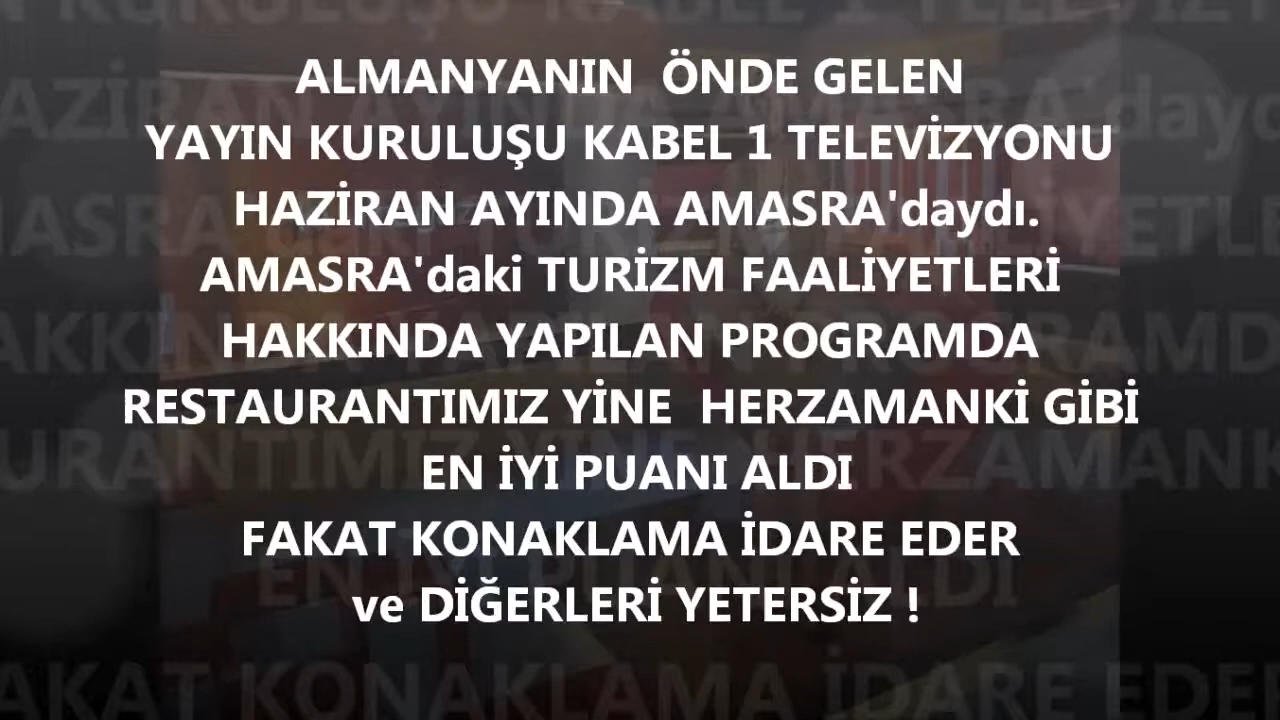 ALMANYANIN ÖNDE GELEN
YAYIN KURULUŞU KABEL 1 TELEVİZYONU
HAZİRAN AYINDA AMASRA'daydı.
AMASRA'daki TURİZM FAALİYETLERİ
HAKKINDA YAPILAN PROGRAMDA
RESTAURANTIMIZ YİNE HERZAMANKİ GİBİ
EN İYİ PUANI ALDI
FAKAT KONAKLAMA İDARE EDER
ve DİĞERLERİ YETERSİZ !